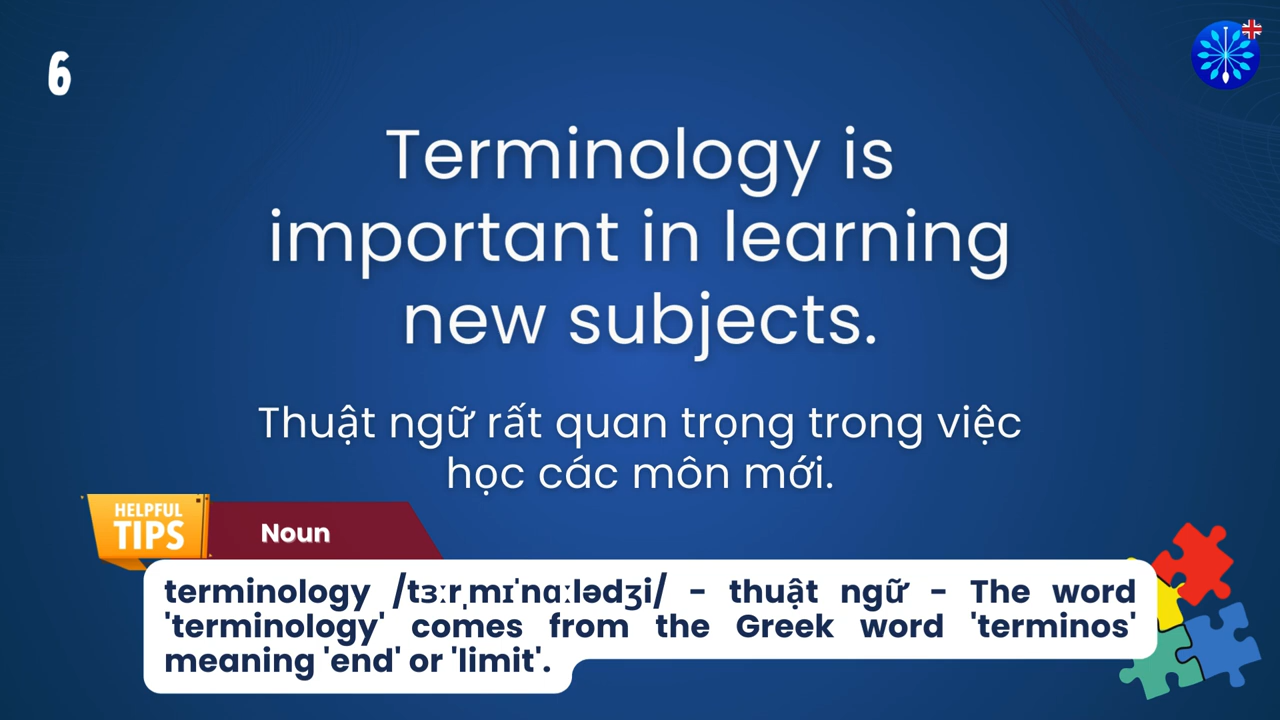 6
Terminology is
important in learning
new subjects.
Thuật ngữ rất quan trọng trong việc
học các môn mới.
HELPFUL
TIPS
Noun
terminology /tɜːrˌmɪˈnɑːlədʒi/ - thuật ngữ - The word
'terminology' comes from the Greek word 'terminos'
meaning 'end' or 'limit'.